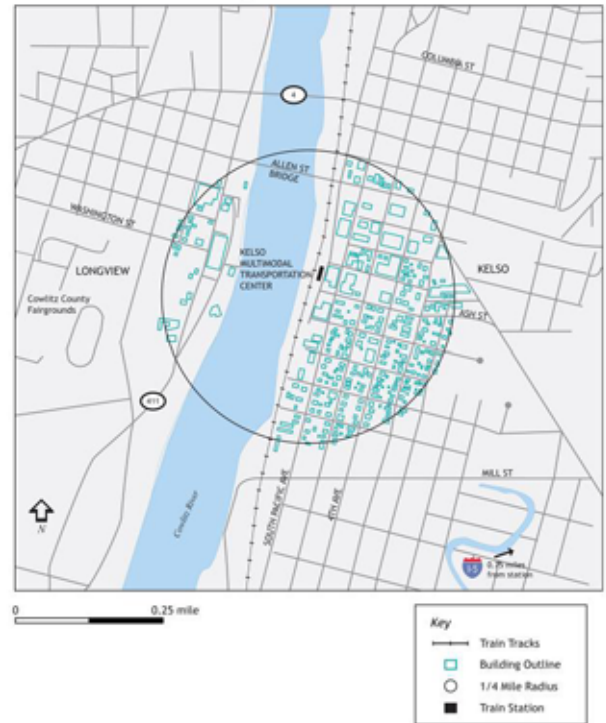 COLUMBIA ST
4
ALLEN ST
BRIDGE
WASHINGTON ST
KELSO
MULTIMODAL
TRANSPORTATION
CENTER
LONGVIEW
KELSO
Cowlitz County
Fairgrounds
ASH ST
411
MILL ST
SOUTH PACIFIC AVE
4TH AVE
Cowlitz River
N
0.75 miles
from station
0
0.25 mile
Key
Train Tracks
Building Outline
1/4 Mile Radius
Train Station